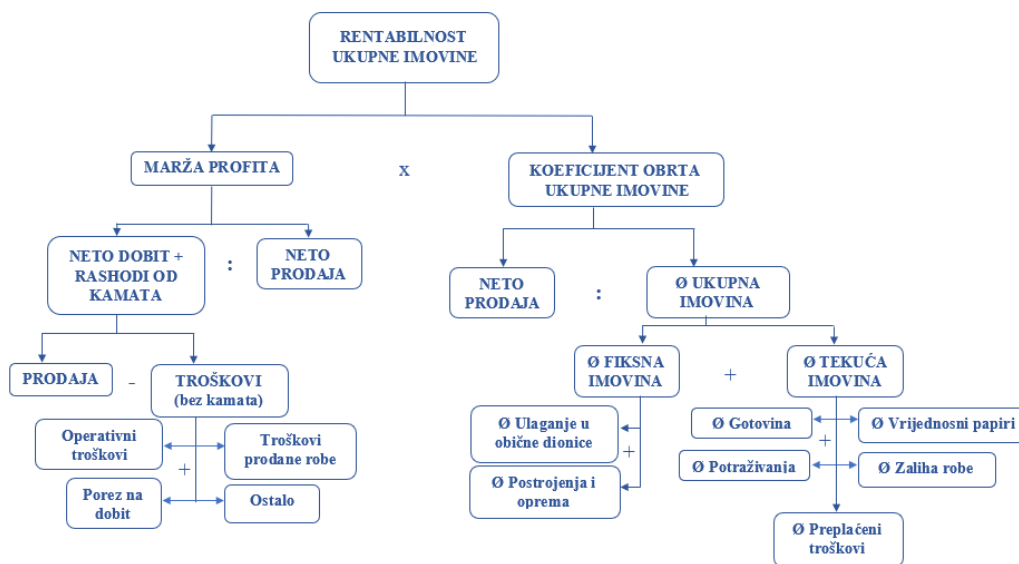 RENTABILNOST
UKUPNE IMOVINE
MARŽA PROFITA
x
KOEFICIJENT OBRTA
UKUPNE IMOVINE
NETO DOBIT +
RASHODI OD
KAMATA
:
NETO
PRODAJA
NETO
PRODAJA
:
Ø UKUPNA
IMOVINA
PRODAJA
-
TROŠKOVI
(bez kamata)
Ø FIKSNA
IMOVINA
+
Ø TEKUĆA
IMOVINA
Operativni
troškovi
+
Troškovi
prodane robe
Porez na
dobit
Ostalo
Ø Ulaganje u
obične dionice
+
Ø Postrojenja i
oprema
Ø Gotovina
+
Ø Vrijednosni papiri
Ø Potraživanja
Ø Zaliha robe
Ø Preplaćeni
troškovi